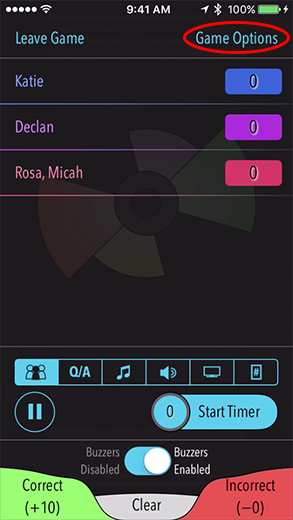 9:41 AM 100%
Leave Game Game Options
Katie 0
Declan 0
Rosa, Micah 0
Q/A #
0 Start Timer
Buzzers Disabled Buzzers Enabled
Correct (+10) Clear Incorrect (−0)